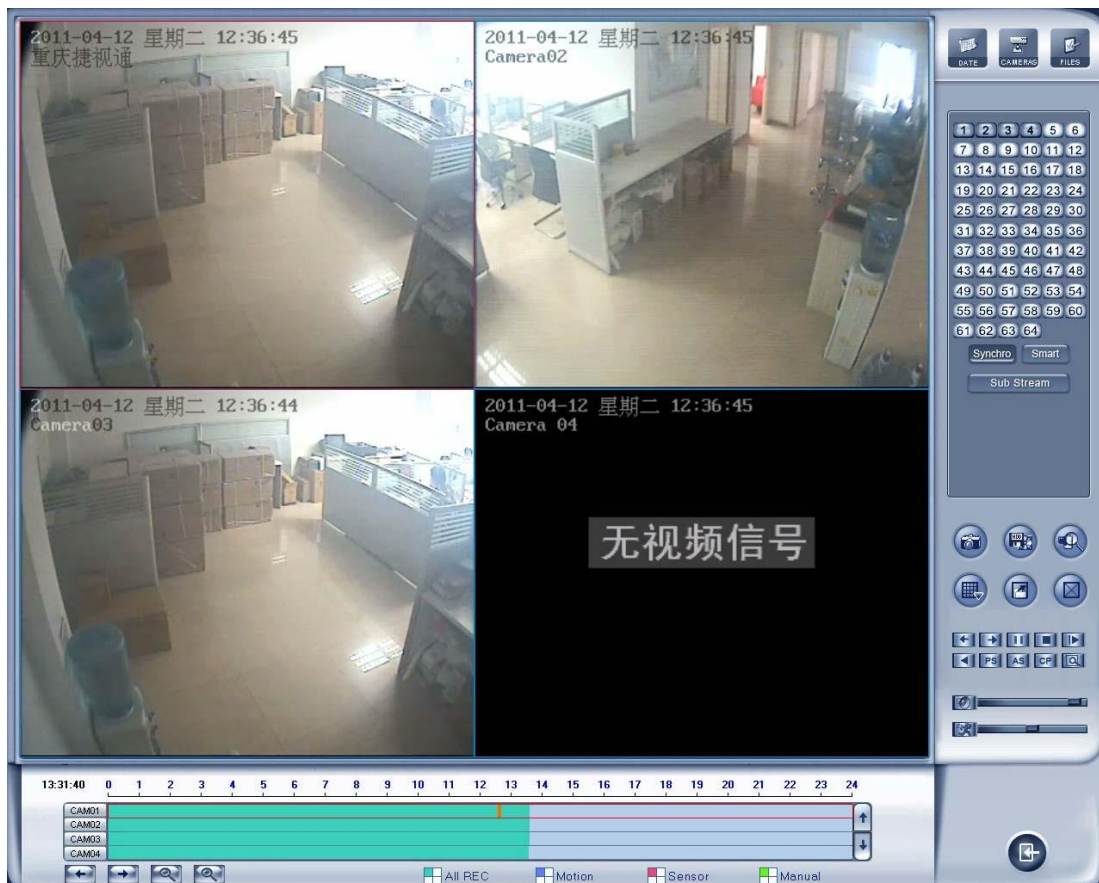 2011-04-12 星期二 12:36:45
重庆捷视通
2011-04-12 星期二 12:36:45
Camera02
2011-04-12 星期二 12:36:44
Camera03
2011-04-12 星期二 12:36:45
Camera 04
无视频信号
DATE CAMERAS FILES
1 2 3 4 5 6
7 8 9 10 11 12
13 14 15 16 17 18
19 20 21 22 23 24
25 26 27 28 29 30
31 32 33 34 35 36
37 38 39 40 41 42
43 44 45 46 47 48
49 50 51 52 53 54
55 56 57 58 59 60
61 62 63 64
Synchro Smart
Sub Stream
PS AS CP
13:31:40 0 1 2 3 4 5 6 7 8 9 10 11 12 13 14 15 16 17 18 19 20 21 22 23 24
CAM01
CAM02
CAM03
CAM04
All REC Motion Sensor Manual